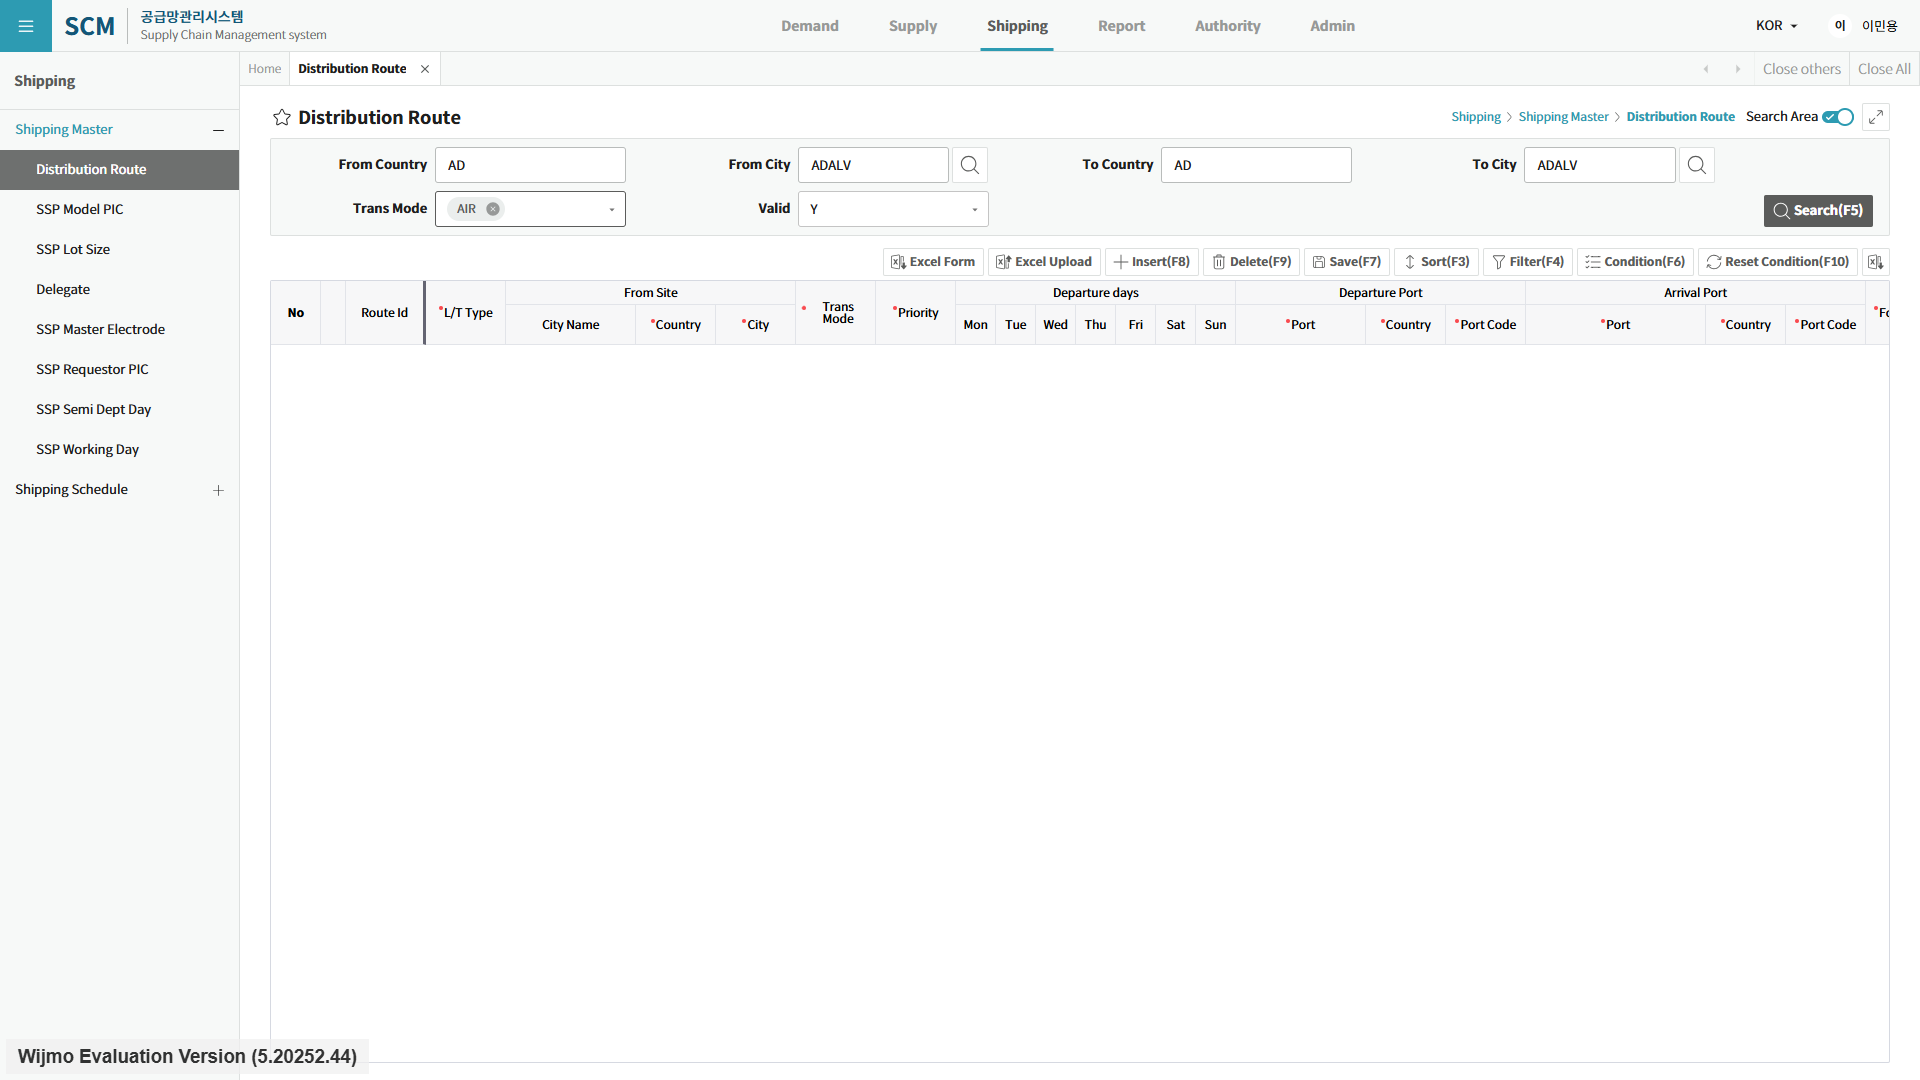 SCM
공급망관리시스템
Supply Chain Management system
Demand
Supply
Shipping
Report
Authority
Admin
KOR
이
이민용
Shipping
Home
Distribution Route
Close others
Close All
Shipping Master
Distribution Route
SSP Model PIC
SSP Lot Size
Delegate
SSP Master Electrode
SSP Requestor PIC
SSP Semi Dept Day
SSP Working Day
Shipping Schedule
Distribution Route
Shipping > Shipping Master > Distribution Route
Search Area
From Country AD
From City ADALV
To Country AD
To City ADALV
Trans Mode AIR
Valid Y
Search(F5)
Excel Form
Excel Upload
Insert(F8)
Delete(F9)
Save(F7)
Sort(F3)
Filter(F4)
Condition(F6)
Reset Condition(F10)
No
Route Id
*L/T Type
From Site
City Name
*Country
*City
* Trans
Mode
*Priority
Departure days
Mon
Tue
Wed
Thu
Fri
Sat
Sun
Departure Port
*Port
*Country
*Port Code
Arrival Port
*Port
*Country
*Port Code
Wijmo Evaluation Version (5.20252.44)